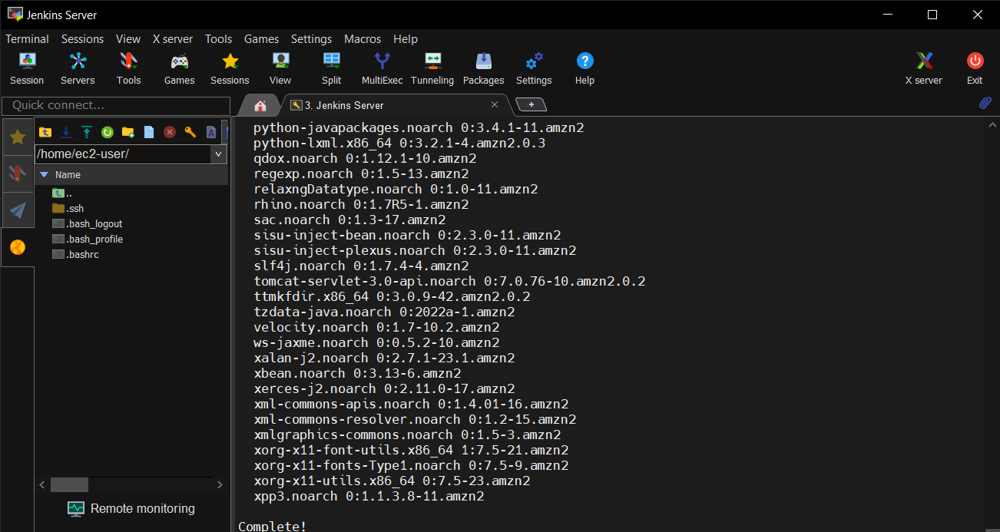 Jenkins Server
Terminal Sessions View X server Tools Games Settings Macros Help
Session Servers Tools Games Sessions View Split MultiExec Tunneling Packages Settings Help X server Exit
Quick connect...
3. Jenkins Server
/home/ec2-user/
Name
..
.ssh
.bash_logout
.bash_profile
.bashrc
Remote monitoring
python-javapackages.noarch 0:3.4.1-11.amzn2
python-lxml.x86_64 0:3.2.1-4.amzn2.0.3
qdox.noarch 0:1.12.1-10.amzn2
regexp.noarch 0:1.5-13.amzn2
relaxngDatatype.noarch 0:1.0-11.amzn2
rhino.noarch 0:1.7R5-1.amzn2
sac.noarch 0:1.3-17.amzn2
sisu-inject-bean.noarch 0:2.3.0-11.amzn2
sisu-inject-plexus.noarch 0:2.3.0-11.amzn2
slf4j.noarch 0:1.7.4-4.amzn2
tomcat-servlet-3.0-api.noarch 0:7.0.76-10.amzn2.0.2
ttmkfdir.x86_64 0:3.0.9-42.amzn2.0.2
tzdata-java.noarch 0:2022a-1.amzn2
velocity.noarch 0:1.7-10.2.amzn2
ws-jaxme.noarch 0:0.5.2-10.amzn2
xalan-j2.noarch 0:2.7.1-23.1.amzn2
xbean.noarch 0:3.13-6.amzn2
xerces-j2.noarch 0:2.11.0-17.amzn2
xml-commons-apis.noarch 0:1.4.01-16.amzn2
xml-commons-resolver.noarch 0:1.2-15.amzn2
xmlgraphics-commons.noarch 0:1.5-3.amzn2
xorg-x11-font-utils.x86_64 1:7.5-21.amzn2
xorg-x11-fonts-Type1.noarch 0:7.5-9.amzn2
xorg-x11-utils.x86_64 0:7.5-23.amzn2
xpp3.noarch 0:1.1.3.8-11.amzn2
Complete!